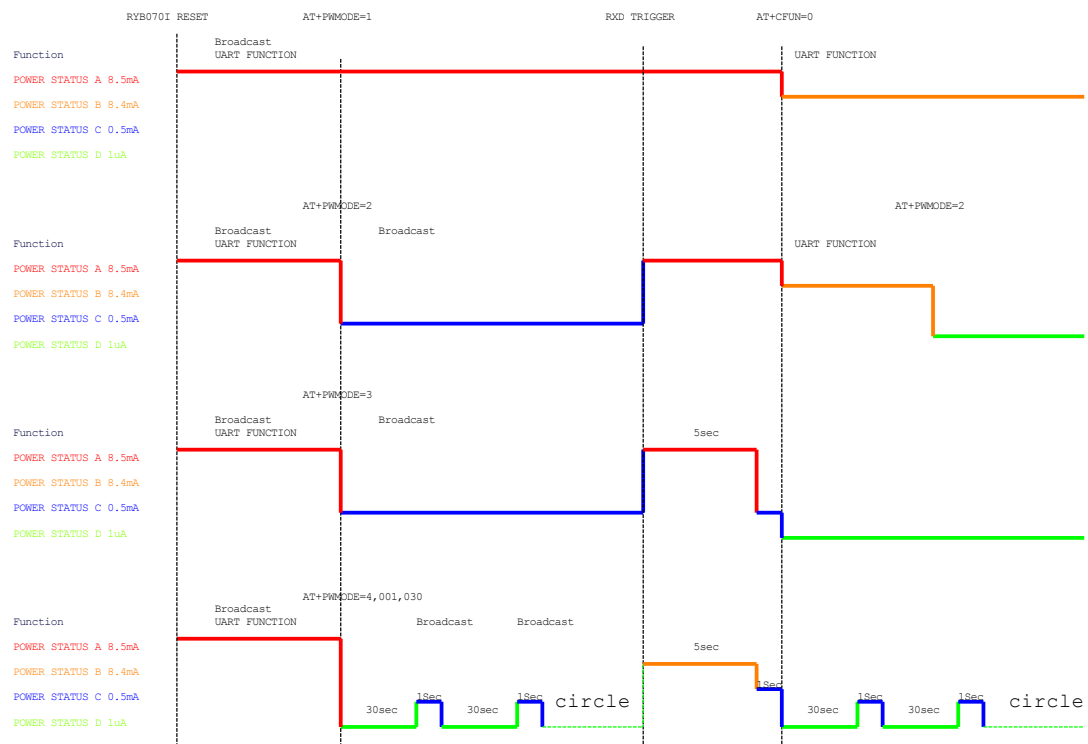 RYB070I RESET AT+PWMODE=1 RXD TRIGGER AT+CFUN=0
Broadcast
Function UART FUNCTION UART FUNCTION
POWER STATUS A 8.5mA
POWER STATUS B 8.4mA
POWER STATUS C 0.5mA
POWER STATUS D 1uA
AT+PWMODE=2 AT+PWMODE=2
Broadcast Broadcast
Function UART FUNCTION UART FUNCTION
POWER STATUS A 8.5mA
POWER STATUS B 8.4mA
POWER STATUS C 0.5mA
POWER STATUS D 1uA
AT+PWMODE=3
Broadcast Broadcast
Function UART FUNCTION 5sec
POWER STATUS A 8.5mA
POWER STATUS B 8.4mA
POWER STATUS C 0.5mA
POWER STATUS D 1uA
AT+PWMODE=4,001,030
Broadcast
Function UART FUNCTION Broadcast Broadcast
POWER STATUS A 8.5mA 5sec
POWER STATUS B 8.4mA
1Sec
POWER STATUS C 0.5mA 1Sec 1Sec circle 1Sec 1Sec circle
30sec 30sec 30sec 30sec
POWER STATUS D 1uA